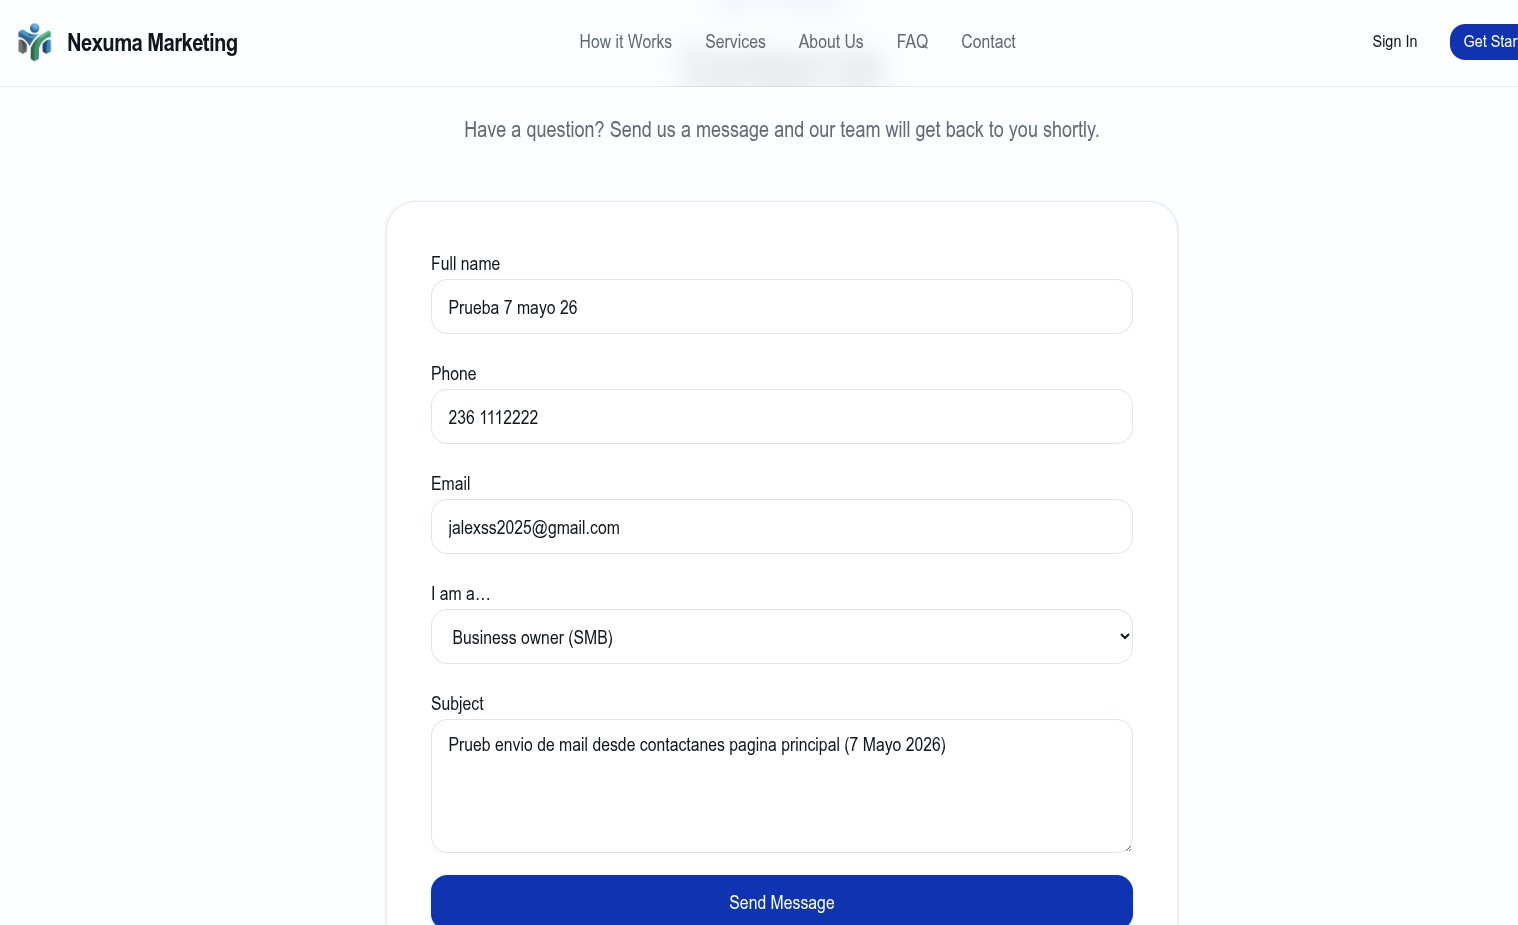 Nexuma Marketing
How it Works
Services
About Us
FAQ
Contact
Sign In
Get Star
Have a question? Send us a message and our team will get back to you shortly.
Full name
Prueba 7 mayo 26
Phone
236 1112222
Email
jalexss2025@gmail.com
I am a...
Business owner (SMB)
Subject
Prueb envio de mail desde contactanes pagina principal (7 Mayo 2026)
Send Message